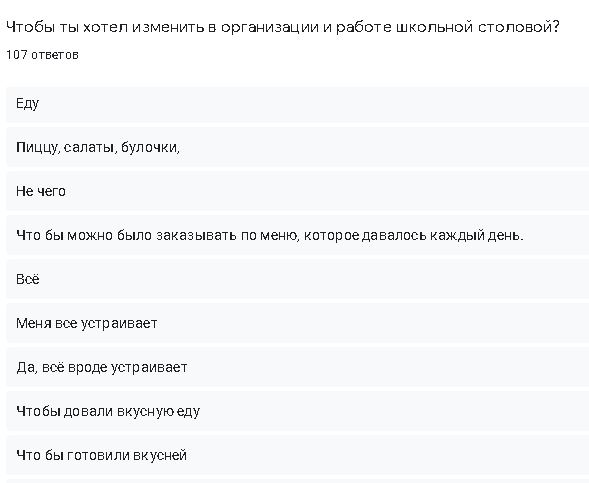 Чтобы ты хотел изменить в организации и работе школьной столовой?
107 ответов
Еду
Пиццу, салаты, булочки,
Не чего
Что бы можно было заказывать по меню, которое давалось каждый день.
Всё
Меня все устраивает
Да, всё вроде устраивает
Чтобы довали вкусную еду
Что бы готовили вкусней